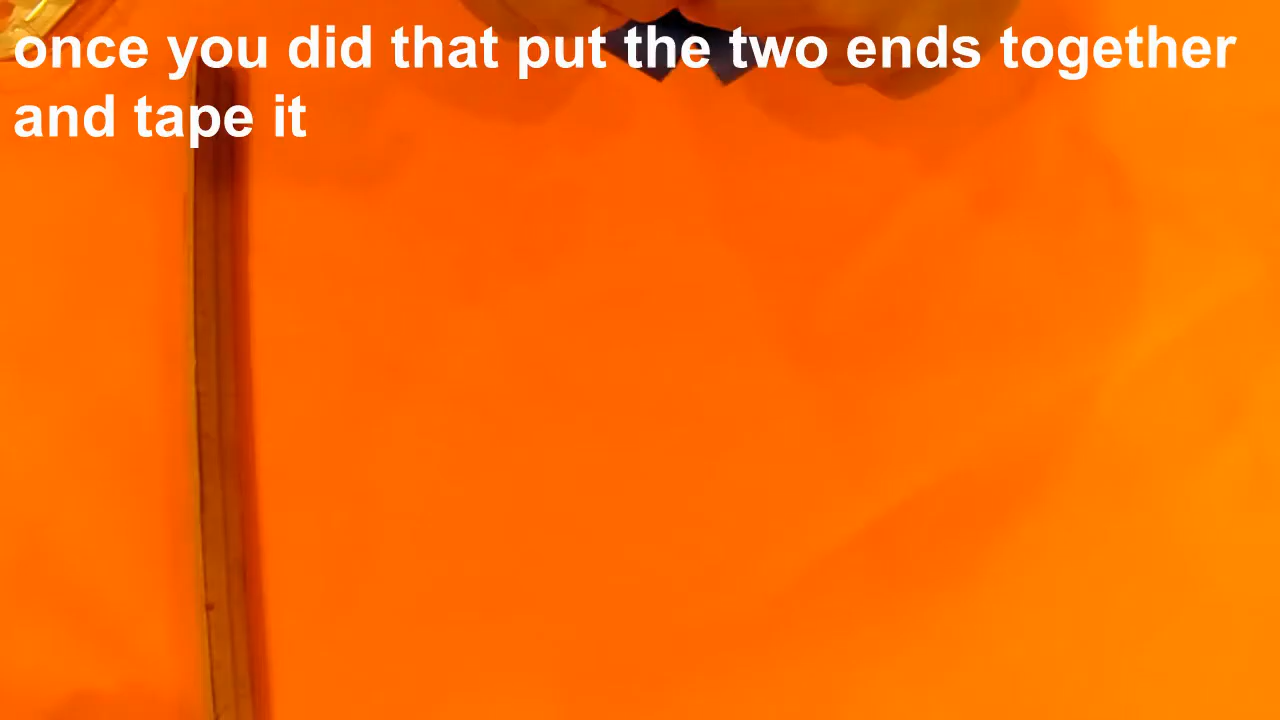 once you did that put the two ends together
and tape it